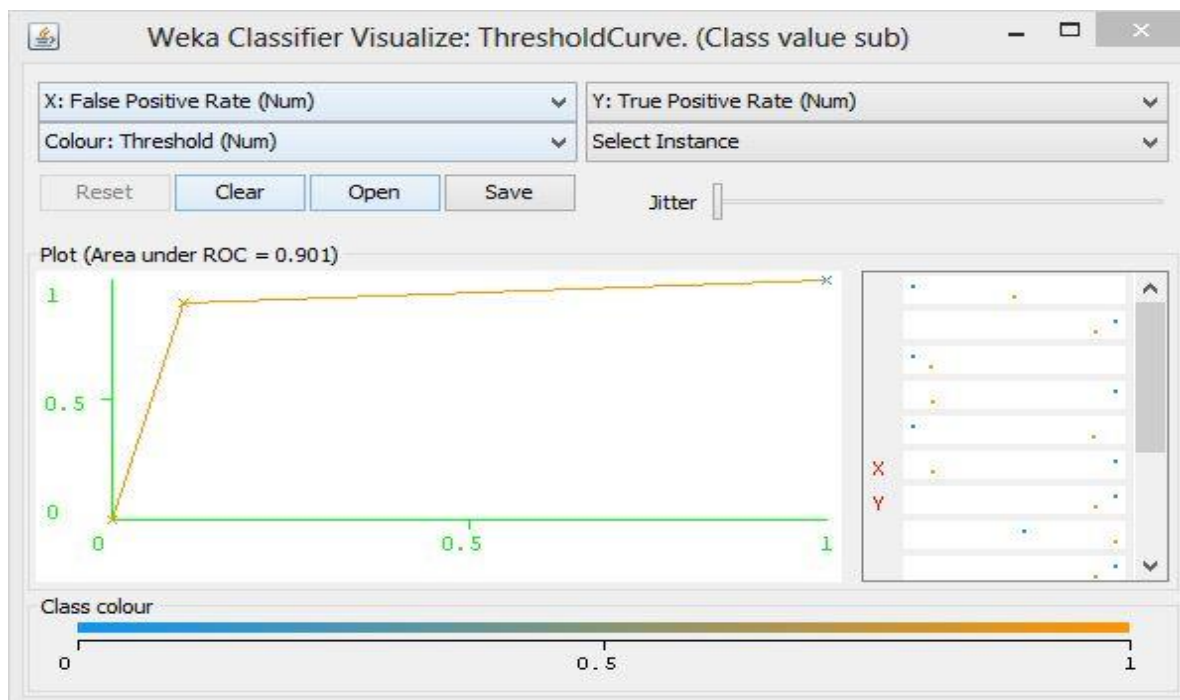 Weka Classifier Visualize: ThresholdCurve. (Class value sub)
X: False Positive Rate (Num) Y: True Positive Rate (Num)
Colour: Threshold (Num) Select Instance
Reset Clear Open Save Jitter
Plot (Area under ROC = 0.901)
1
0.5
0
0 0.5 1
X
Y
Class colour
0 0.5 1